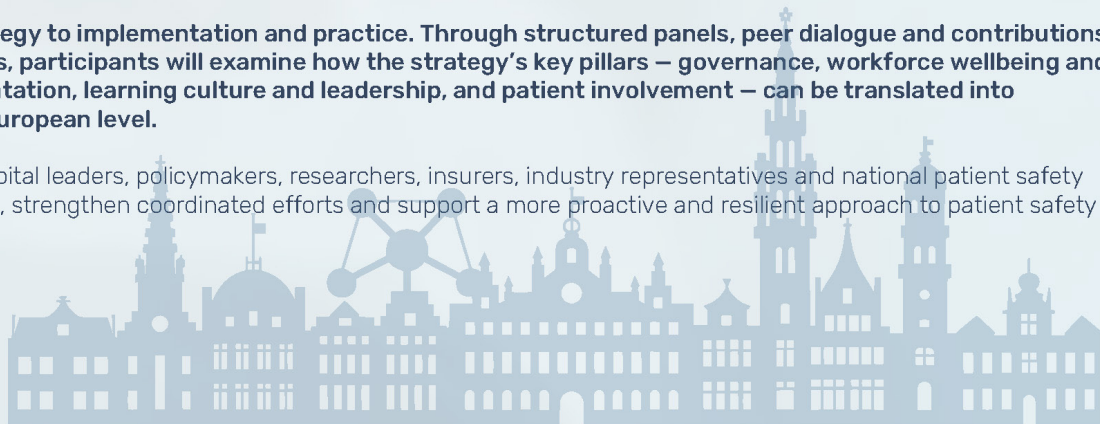 egy to implementation and practice. Through structured panels, peer dialogue and contributions
s, participants will examine how the strategy’s key pillars — governance, workforce wellbeing and
tation, learning culture and leadership, and patient involvement — can be translated into
uropean level.
pital leaders, policymakers, researchers, insurers, industry representatives and national patient safety
, strengthen coordinated efforts and support a more proactive and resilient approach to patient safety